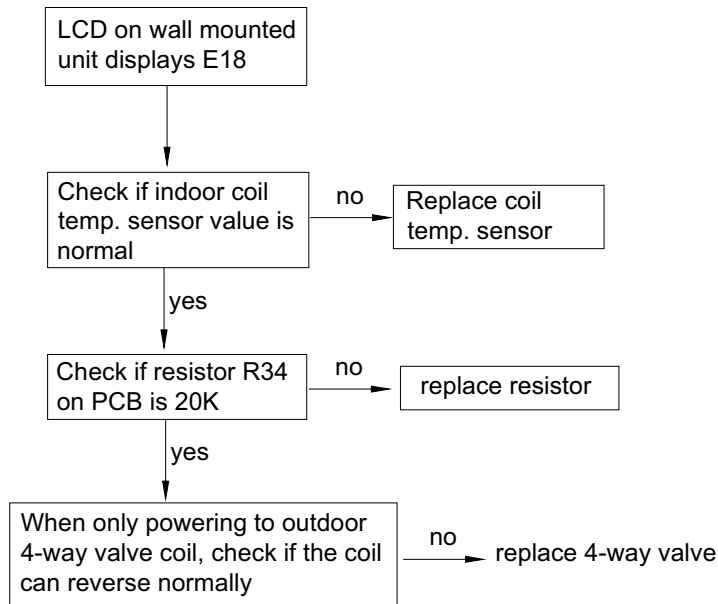 LCD on wall mounted
unit displays E18
Check if indoor coil
temp. sensor value is
normal
no
Replace coil
temp. sensor
yes
Check if resistor R34
on PCB is 20K
no
replace resistor
yes
When only powering to outdoor
4-way valve coil, check if the coil
can reverse normally
no
replace 4-way valve